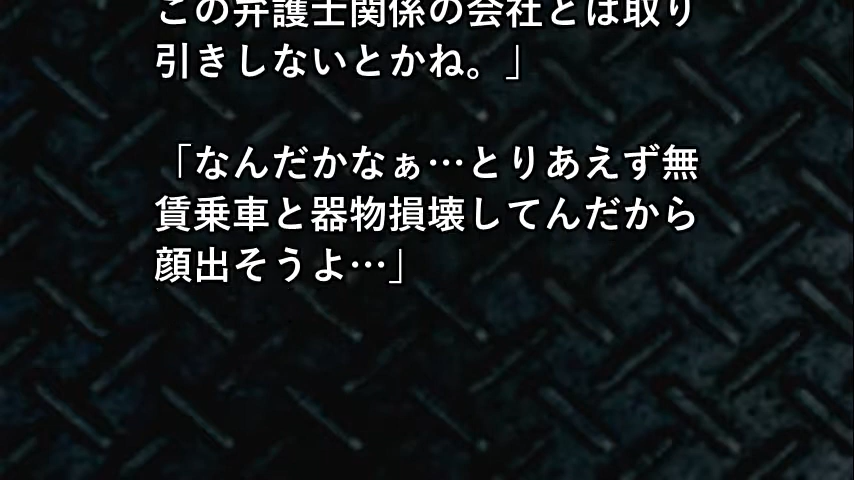 この弁護士関係の会社とは取り
引きしないとかね。」
「なんだかなぁ…とりあえず無
賃乗車と器物損壊してんだから
顔出そうよ…」